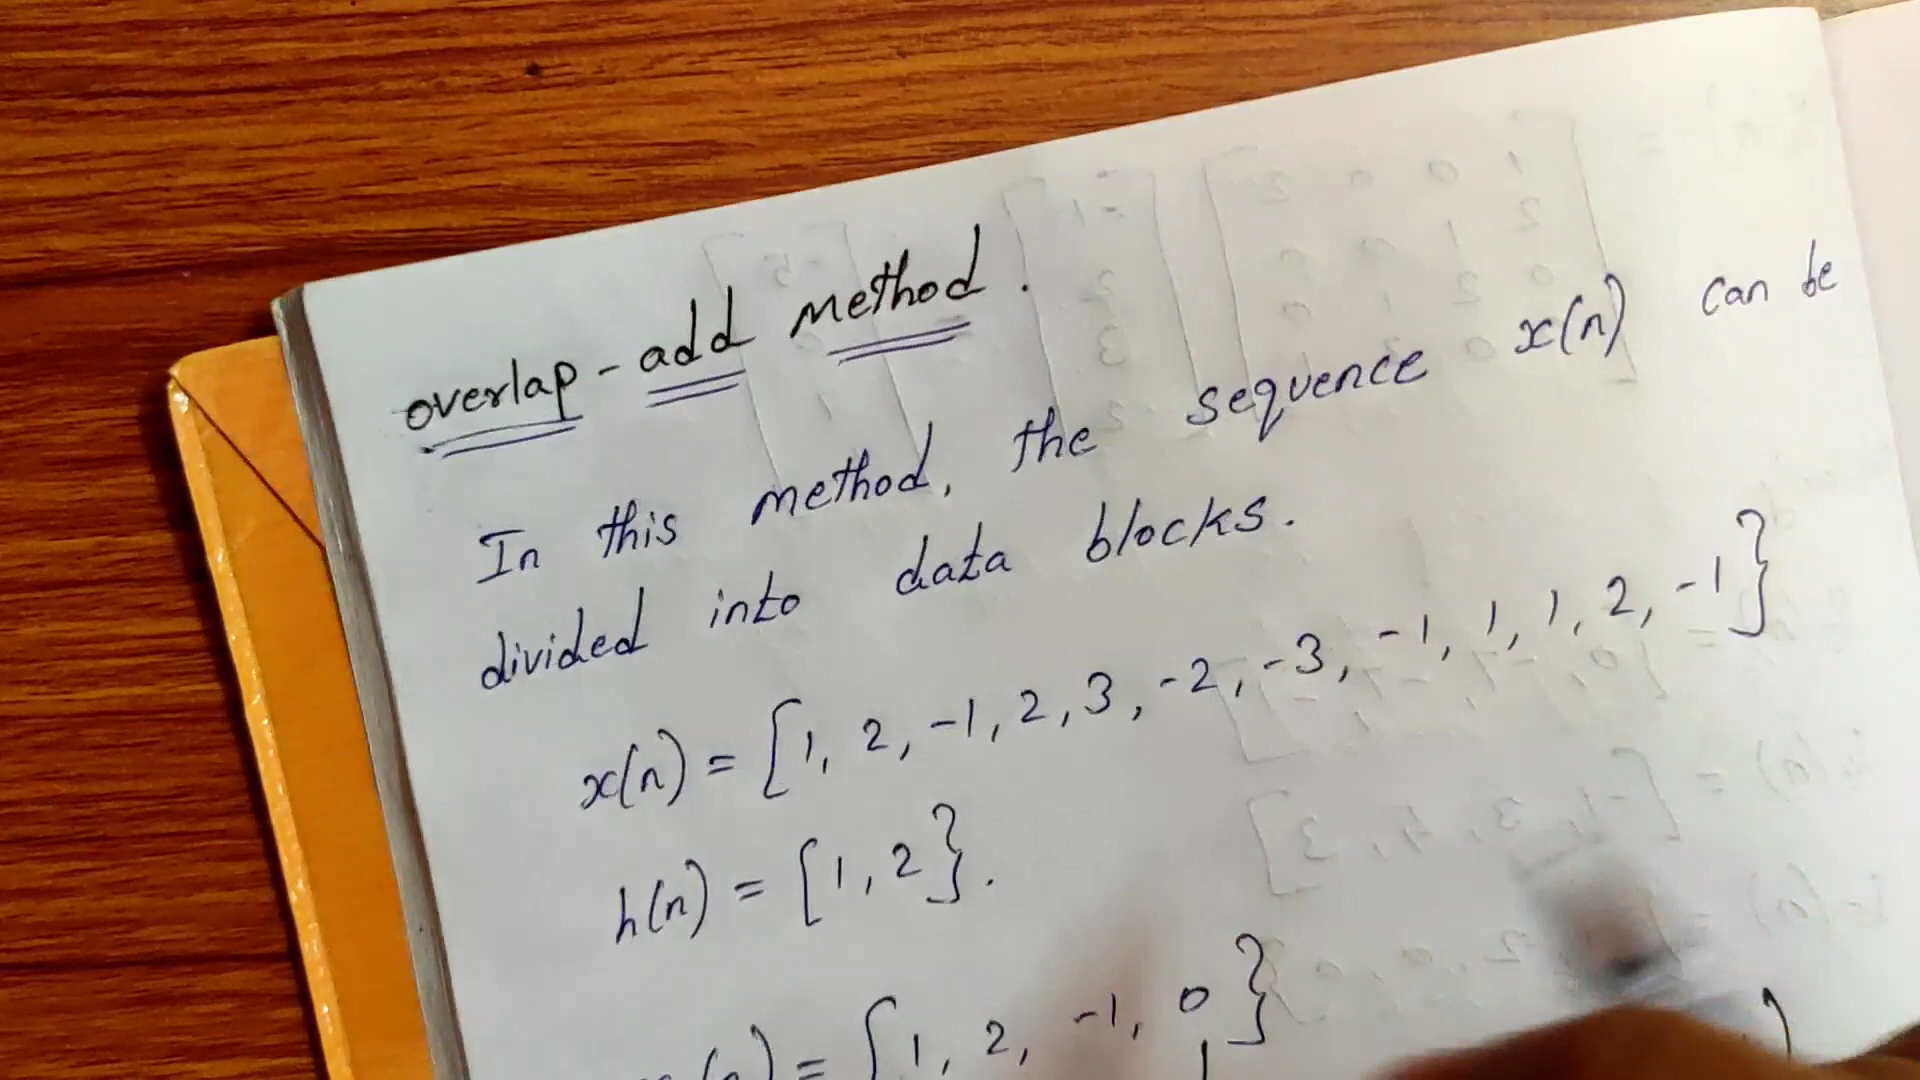 overlap-add method.
In this method, the sequence x(n) can be
divided into data blocks.
x(n) = {1, 2, -1, 2, 3, -2, -3, -1, 1, 1, 2, -1}
h(n) = {1, 2}.
(n) = {1, 2, -1, 0}